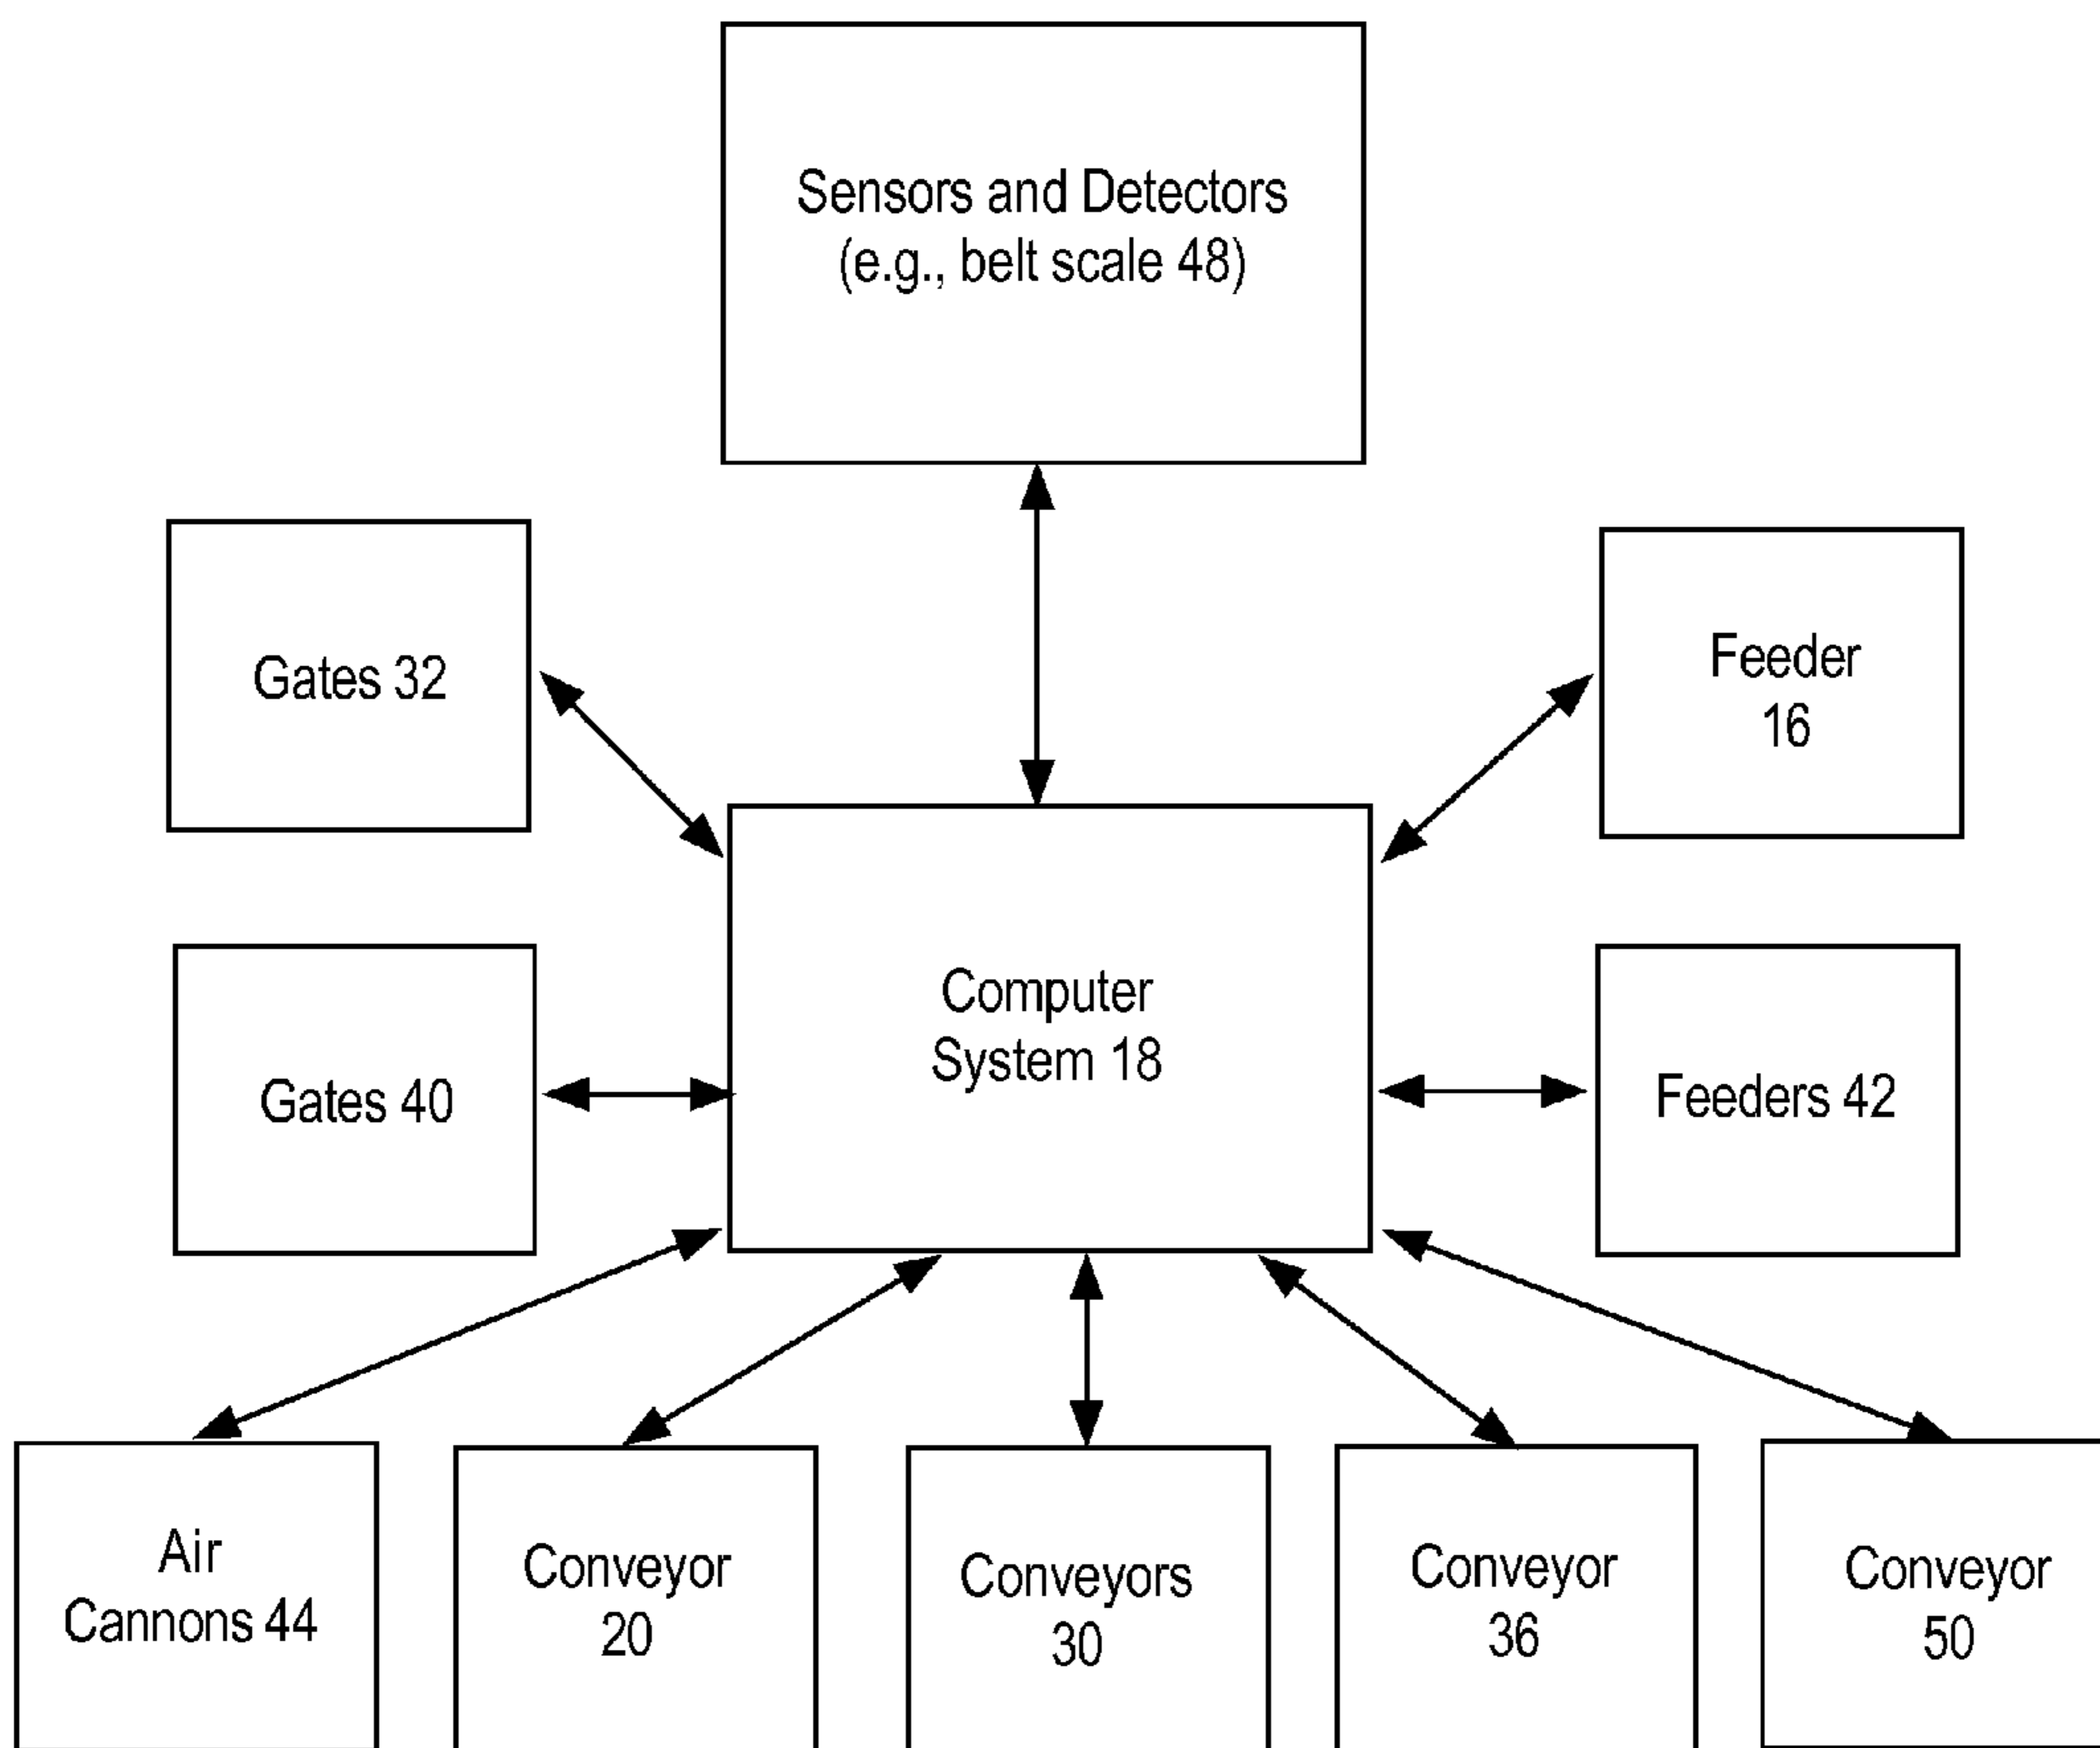 Sensors and Detectors
(e.g., belt scale 48)
Gates 32
Feeder
16
Computer
System 18
Gates 40
Feeders 42
Air
Cannons 44
Conveyor
20
Conveyors
30
Conveyor
36
Conveyor
50